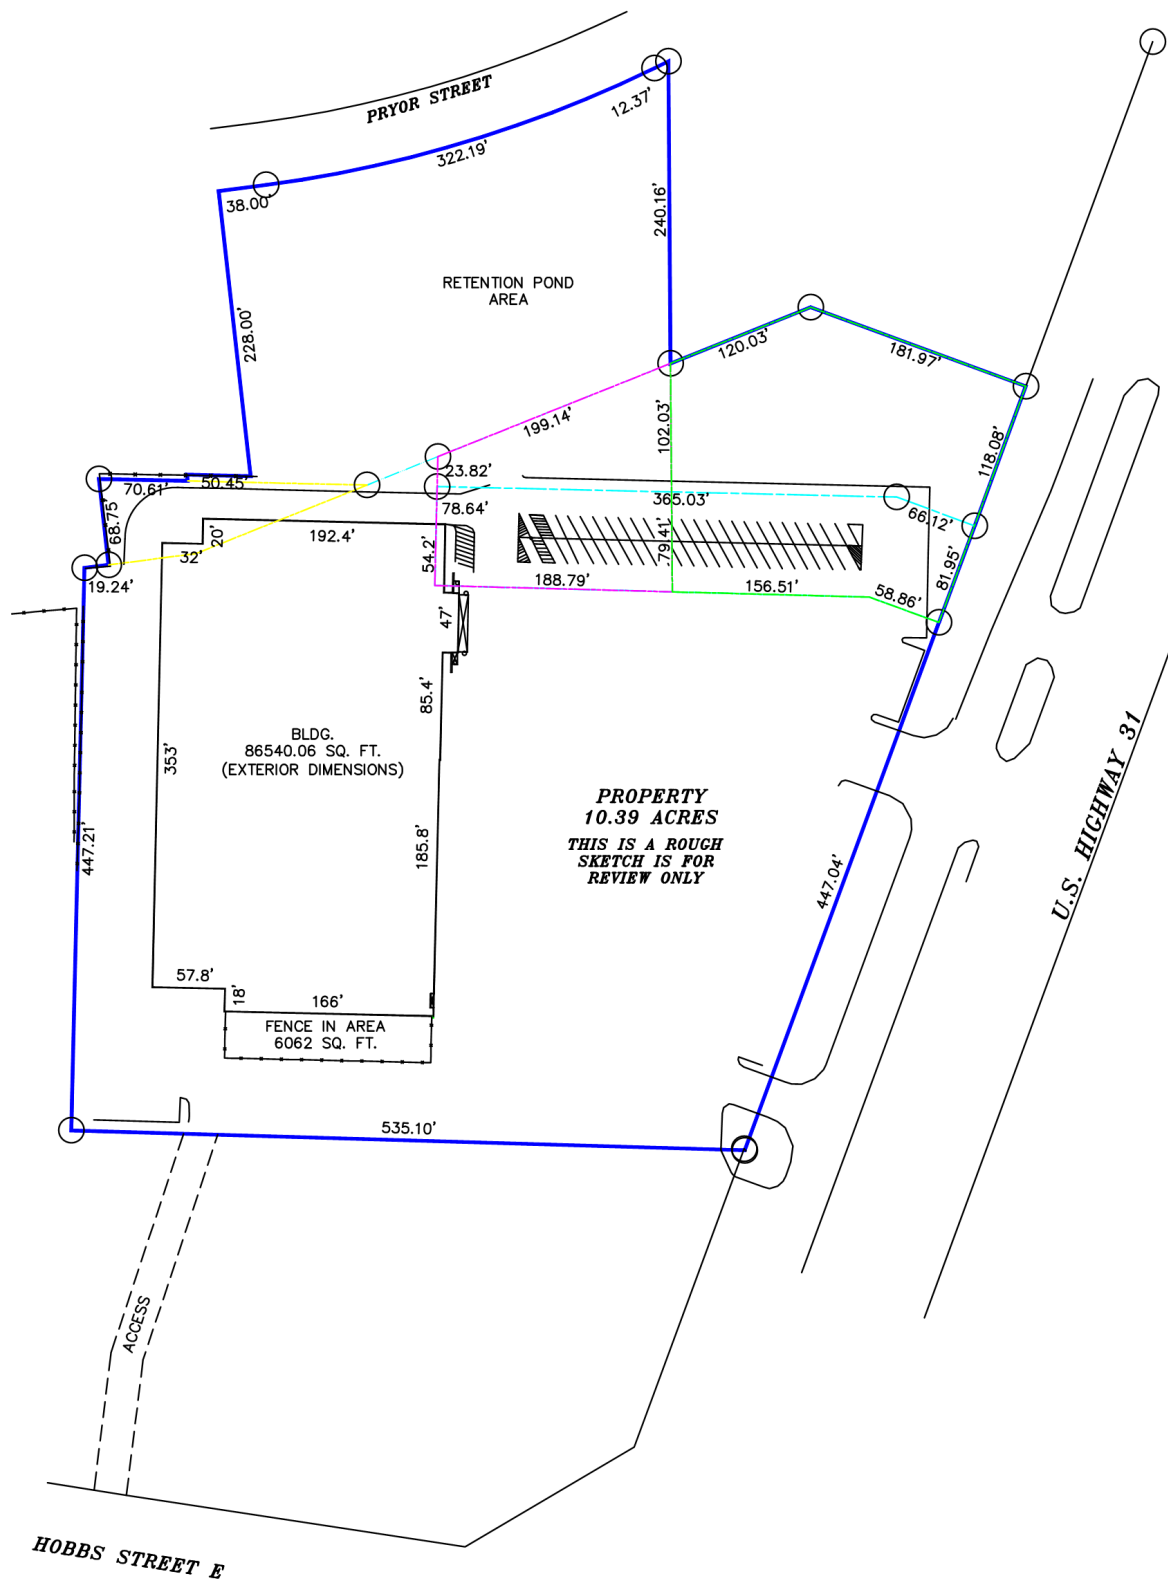 PRYOR STREET
12.37'
322.19'
38.00'
240.16'
228.00'
RETENTION POND
AREA
120.03'
181.97'
199.14'
102.03'
118.08'
23.82'
70.61'
50.45'
365.03'
78.64'
66.12'
68.75'
20'
192.4'
32'
54.2'
79.41'
81.95'
19.24'
188.79'
156.51'
58.86'
47'
85.4'
353'
BLDG.
86540.06 SQ. FT.
(EXTERIOR DIMENSIONS)
PROPERTY
10.39 ACRES
THIS IS A ROUGH
SKETCH IS FOR
REVIEW ONLY
U.S. HIGHWAY 31
447.21'
185.8'
447.04'
57.8'
18'
166'
FENCE IN AREA
6062 SQ. FT.
535.10'
ACCESS
HOBBS STREET E